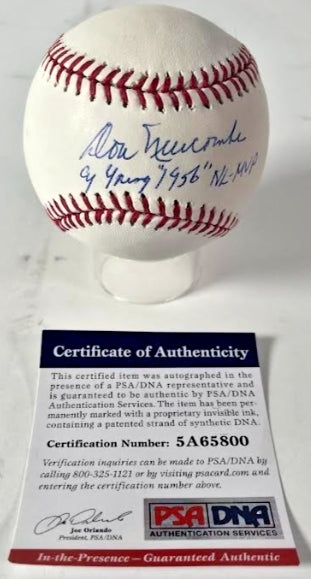 Don Newcombe
Cy Young "1956" NL-MVP
Certificate of Authenticity
This certified item was autographed in the
presence of a PSA/DNA representative and
is guaranteed to be authentic by PSA/DNA
Authentication Services. The item has been per-
manently marked with a proprietary invisible ink,
containing a patented strand of synthetic DNA.
Certification Number: 5A65800
Verification inquiries can be made to PSA/DNA by
calling 800-325-1121 or by visiting psacard.com and
entering the certification number above.
Joe Orlando
President, PSA/DNA
PSA DNA
AUTHENTICATION SERVICES
In-the-Presence — Guaranteed Authentic